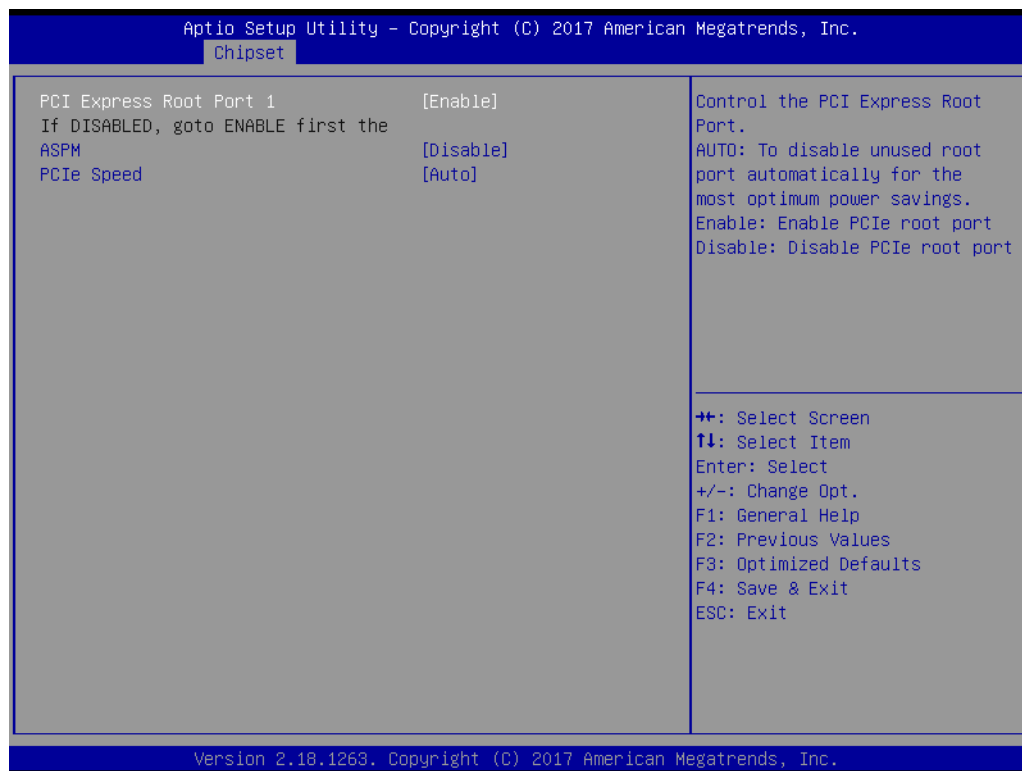 Aptio Setup Utility – Copyright (C) 2017 American Megatrends, Inc.
Chipset
PCI Express Root Port 1 [Enable]
If DISABLED, goto ENABLE first the
ASPM [Disable]
PCIe Speed [Auto]
Control the PCI Express Root
Port.
AUTO: To disable unused root
port automatically for the
most optimum power savings.
Enable: Enable PCIe root port
Disable: Disable PCIe root port
→←: Select Screen
↑↓: Select Item
Enter: Select
+/-: Change Opt.
F1: General Help
F2: Previous Values
F3: Optimized Defaults
F4: Save & Exit
ESC: Exit
Version 2.18.1263. Copyright (C) 2017 American Megatrends, Inc.